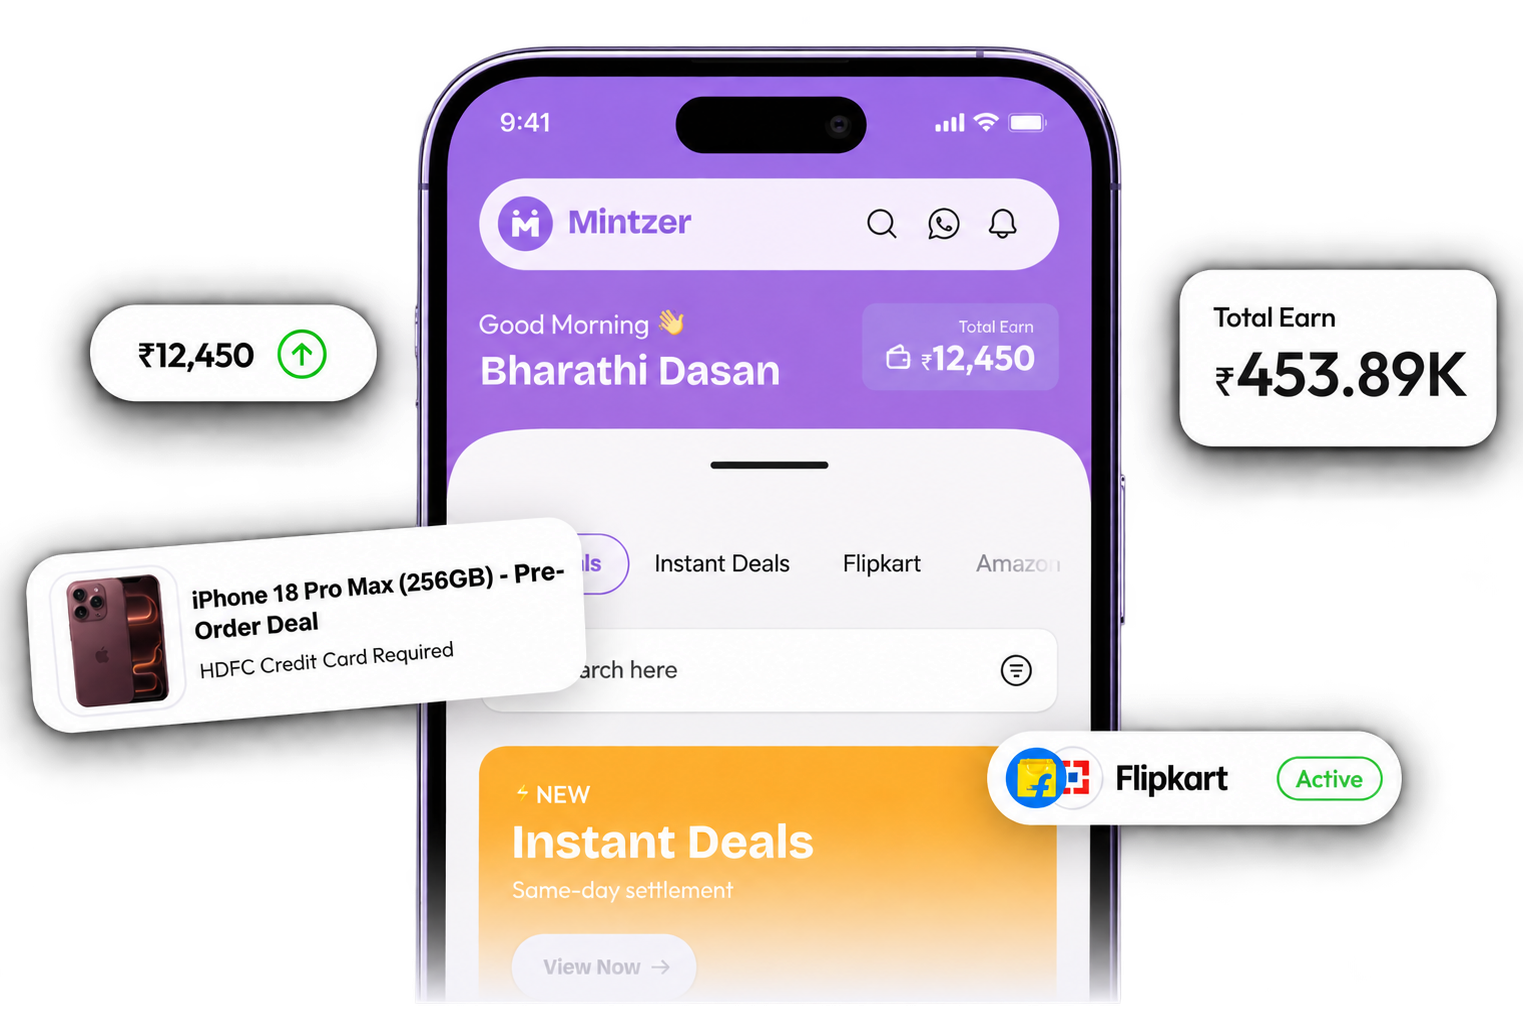 9:41
Mintzer
Good Morning 👋
Bharathi Dasan
Total Earn
₹12,450
₹12,450
Total Earn
₹453.89K
iPhone 18 Pro Max (256GB) - Pre-
Order Deal
HDFC Credit Card Required
Instant Deals
Flipkart
Amazon
here
Flipkart
Active
⚡ NEW
Instant Deals
Same-day settlement
View Now →